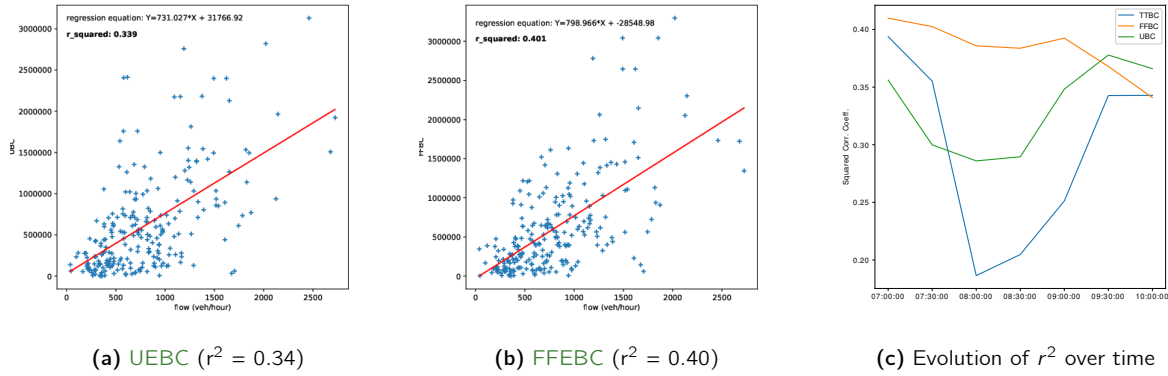 regression equation: Y=731.027*X + 31766.92
r_squared: 0.339
3000000
2500000
2000000
1500000
1000000
500000
0
UBC
0 500 1000 1500 2000 2500
flow (veh/hour)
(a) UEBC (r² = 0.34)
regression equation: Y=798.966*X + -28548.98
r_squared: 0.401
3000000
2500000
2000000
1500000
1000000
500000
0
FFBC
0 500 1000 1500 2000 2500
flow (veh/hour)
(b) FFEBC (r² = 0.40)
TTBC
FFBC
UBC
0.40
0.35
0.30
0.25
0.20
Squared Corr. Coeff.
07:00:00 07:30:00 08:00:00 08:30:00 09:00:00 09:30:00 10:00:00
(c) Evolution of r² over time